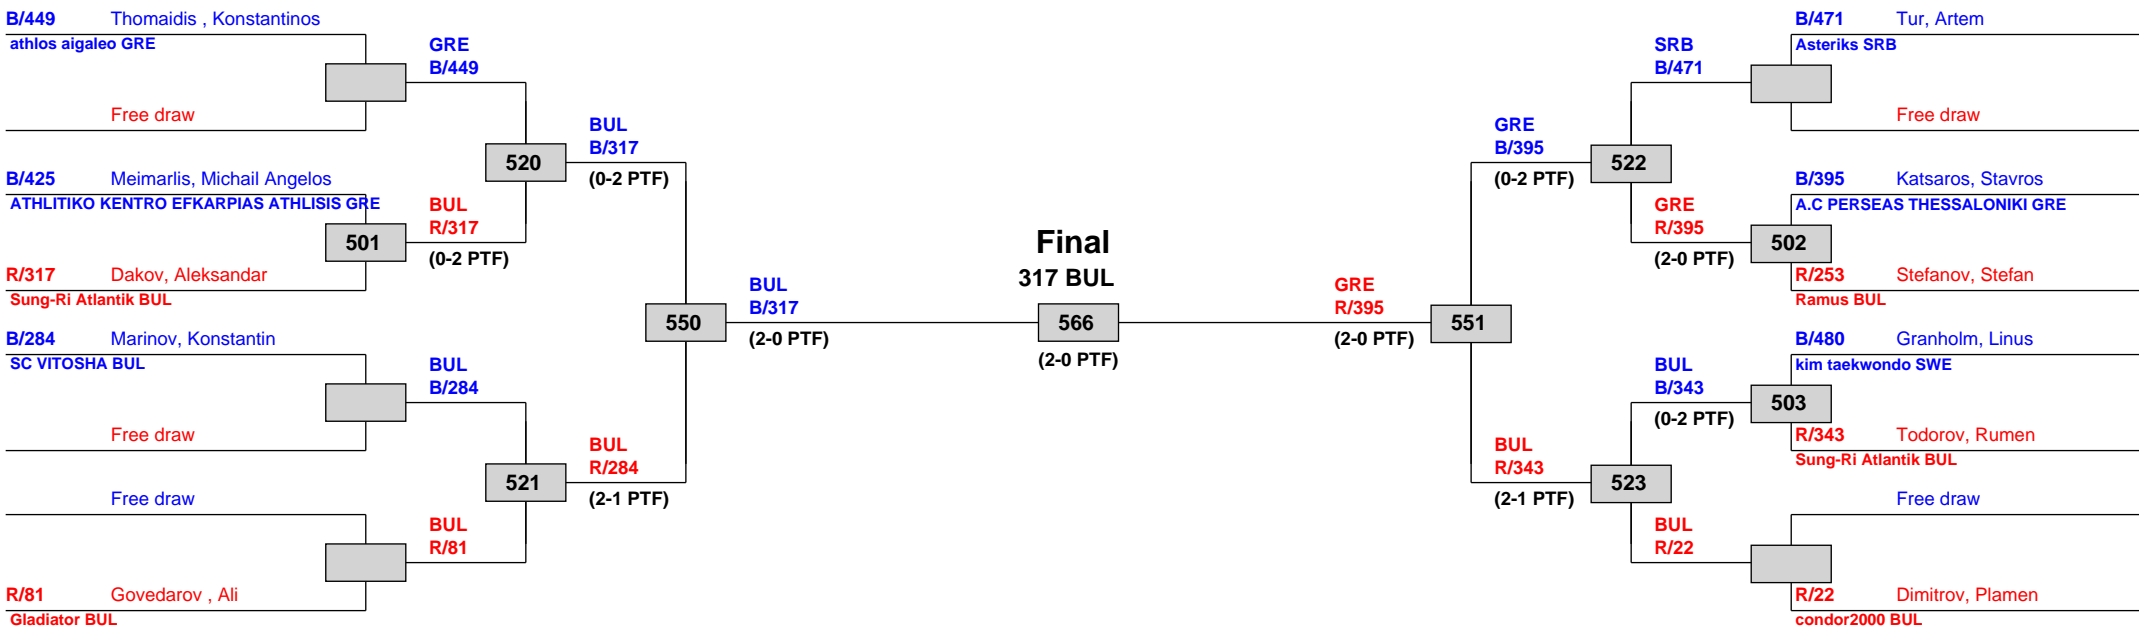 B/449 Thomaidis , Konstantinos
athlos aigaleo GRE
Free draw
B/425 Meimarlis, Michail Angelos
ATHLITIKO KENTRO EFKARPIAS ATHLISIS GRE
501
R/317 Dakov, Aleksandar
Sung-Ri Atlantik BUL
B/284 Marinov, Konstantin
SC VITOSHA BUL
Free draw
Free draw
R/81 Govedarov , Ali
Gladiator BUL
GRE
B/449
520
BUL
R/317
(0-2 PTF)
BUL
B/284
521
BUL
R/81
BUL
B/317
(0-2 PTF)
550
BUL
R/284
(2-1 PTF)
BUL
B/317
(2-0 PTF)
Final
317 BUL
566
(2-0 PTF)
GRE
R/395
(2-0 PTF)
551
GRE
B/395
(0-2 PTF)
BUL
R/343
(2-1 PTF)
SRB
B/471
522
GRE
R/395
(2-0 PTF)
BUL
B/343
(0-2 PTF)
523
BUL
R/22
B/471 Tur, Artem
Asteriks SRB
Free draw
B/395 Katsaros, Stavros
A.C PERSEAS THESSALONIKI GRE
502
R/253 Stefanov, Stefan
Ramus BUL
B/480 Granholm, Linus
kim taekwondo SWE
503
R/343 Todorov, Rumen
Sung-Ri Atlantik BUL
Free draw
R/22 Dimitrov, Plamen
condor2000 BUL